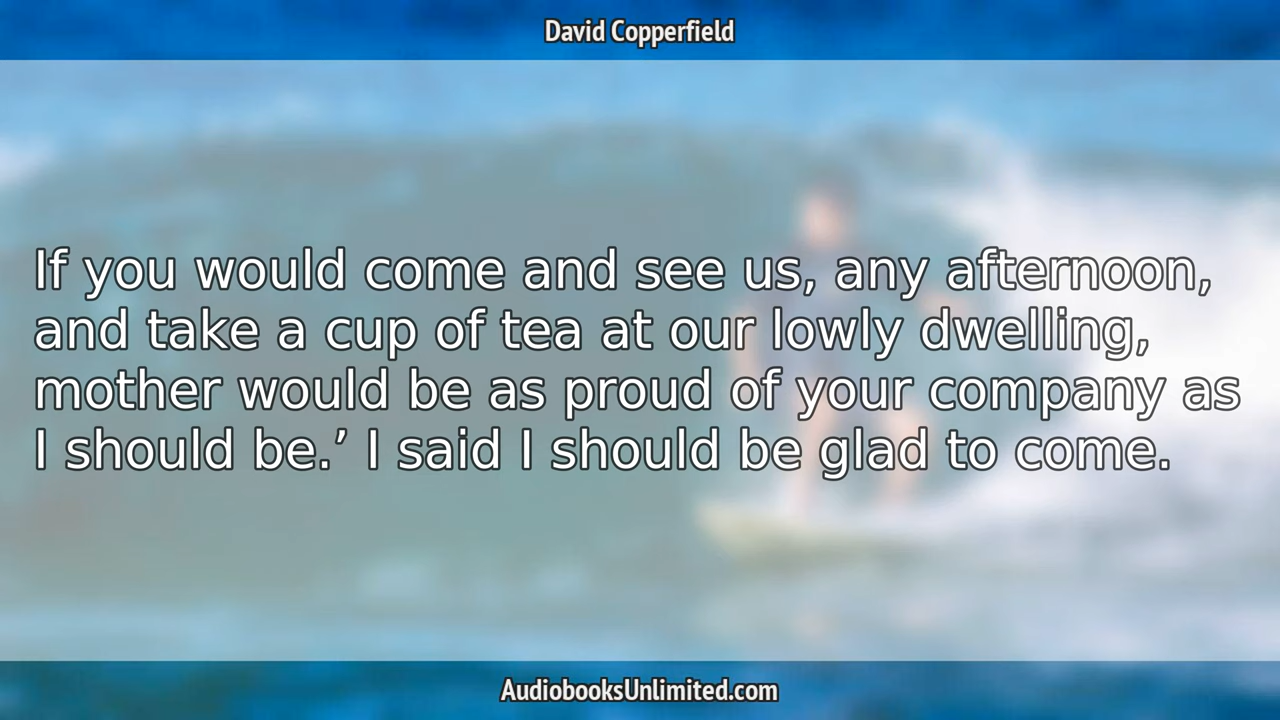 David Copperfield
If you would come and see us, any afternoon,
and take a cup of tea at our lowly dwelling,
mother would be as proud of your company as
I should be.’ I said I should be glad to come.
AudiobooksUnlimited.com